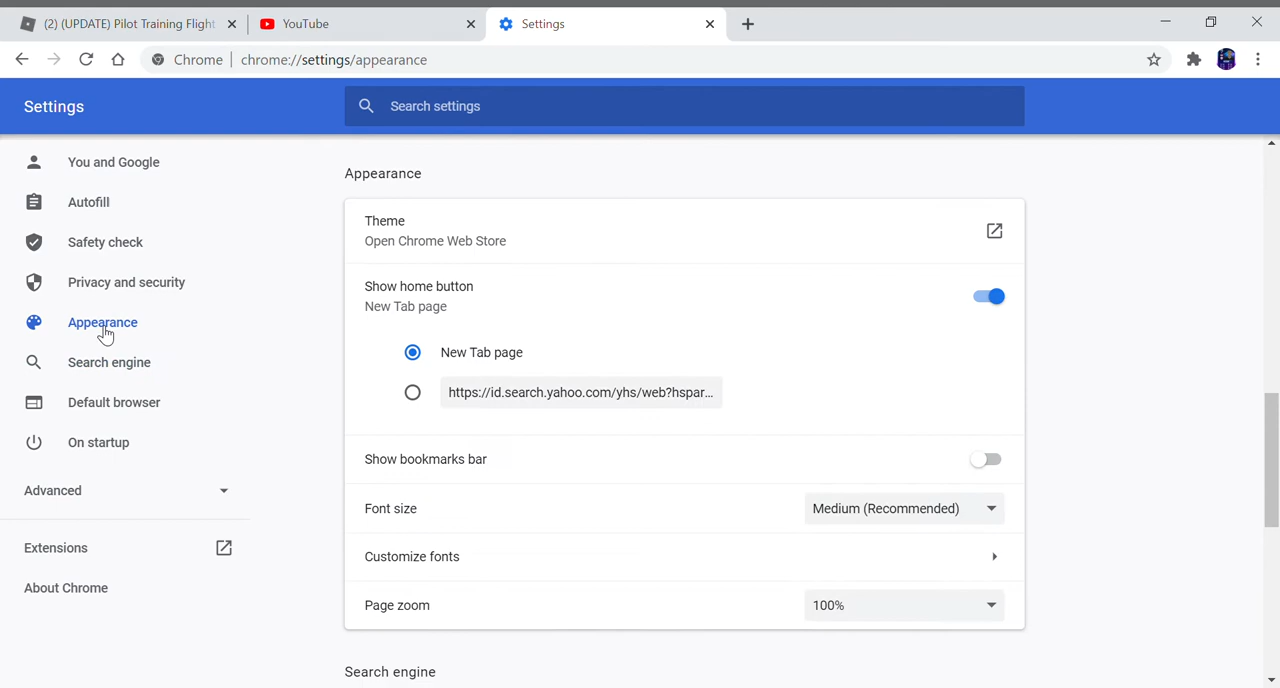 (2) (UPDATE) Pilot Training Flight
YouTube
Settings
Chrome
chrome://settings/appearance
Settings
Search settings
You and Google
Autofill
Safety check
Privacy and security
Appearance
Search engine
Default browser
On startup
Advanced
Extensions
About Chrome
Appearance
Theme
Open Chrome Web Store
Show home button
New Tab page
New Tab page
https://id.search.yahoo.com/yhs/web?hspar...
Show bookmarks bar
Font size
Medium (Recommended)
Customize fonts
Page zoom
100%
Search engine